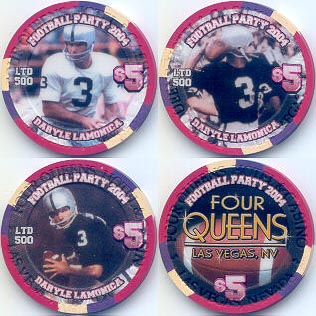 FOOTBALL PARTY 2004
LTD
500
3
$5
DARYLE LAMONICA
FOOTBALL PARTY 2004
LTD
500
3
$5
DARYLE LAMONICA
FOOTBALL PARTY 2004
LTD
500
3
$5
DARYLE LAMONICA
FOOTBALL PARTY 2004
FOUR
QUEENS
LAS VEGAS, NV
$5